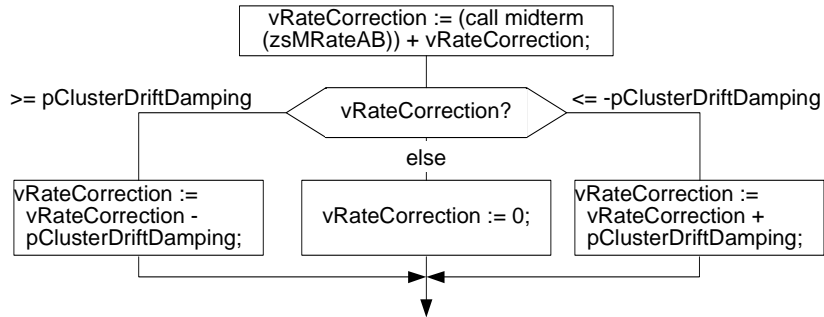 vRateCorrection := (call midterm
(zsMRateAB)) + vRateCorrection;
>= pClusterDriftDamping
vRateCorrection?
<= -pClusterDriftDamping
else
vRateCorrection :=
vRateCorrection -
pClusterDriftDamping;
vRateCorrection := 0;
vRateCorrection :=
vRateCorrection +
pClusterDriftDamping;